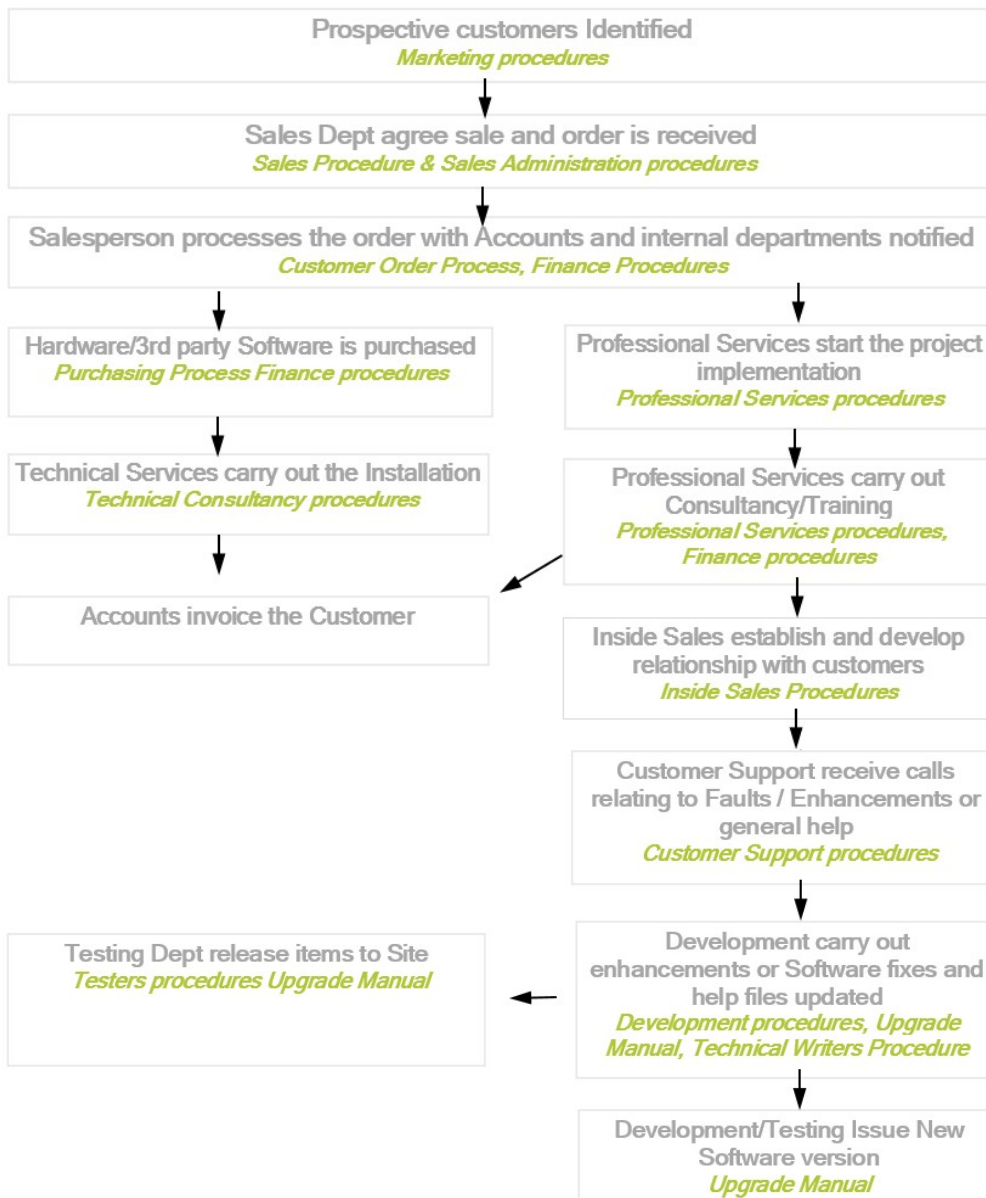 Prospective customers Identified
Marketing procedures
Sales Dept agree sale and order is received
Sales Procedure & Sales Administration procedures
Salesperson processes the order with Accounts and internal departments notified
Customer Order Process, Finance Procedures
Hardware/3rd party Software is purchased
Purchasing Process Finance procedures
Professional Services start the project
implementation
Professional Services procedures
Technical Services carry out the Installation
Technical Consultancy procedures
Professional Services carry out
Consultancy/Training
Professional Services procedures,
Finance procedures
Accounts invoice the Customer
Inside Sales establish and develop
relationship with customers
Inside Sales Procedures
Customer Support receive calls
relating to Faults / Enhancements or
general help
Customer Support procedures
Testing Dept release items to Site
Testers procedures Upgrade Manual
Development carry out
enhancements or Software fixes and
help files updated
Development procedures, Upgrade
Manual, Technical Writers Procedure
Development/Testing Issue New
Software version
Upgrade Manual